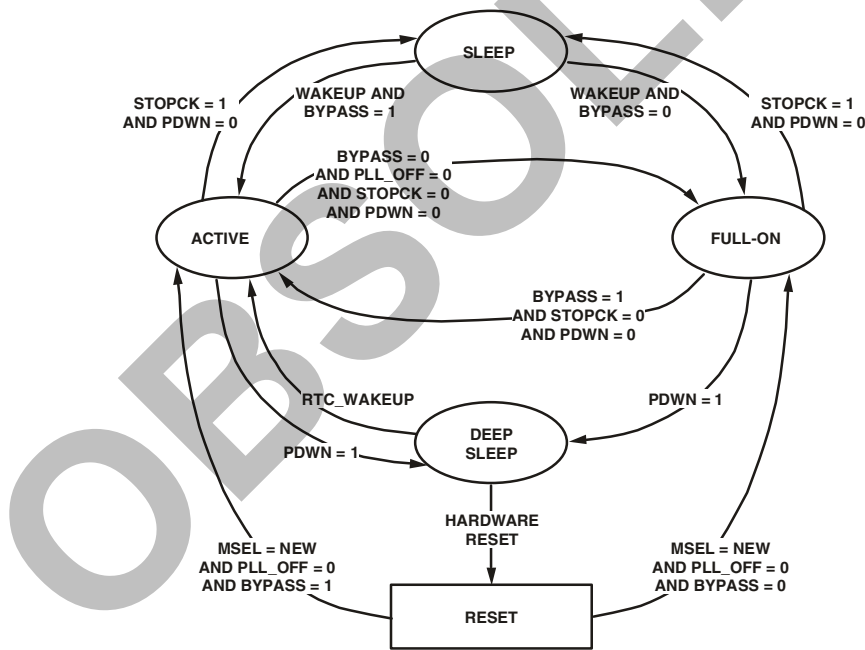 SLEEP
STOPCK = 1
AND PDWN = 0
WAKEUP AND
BYPASS = 1
WAKEUP AND
BYPASS = 0
STOPCK = 1
AND PDWN = 0
BYPASS = 0
AND PLL_OFF = 0
AND STOPCK = 0
AND PDWN = 0
ACTIVE
FULL-ON
BYPASS = 1
AND STOPCK = 0
AND PDWN = 0
RTC_WAKEUP
PDWN = 1
DEEP
SLEEP
PDWN = 1
HARDWARE
RESET
MSEL = NEW
AND PLL_OFF = 0
AND BYPASS = 1
MSEL = NEW
AND PLL_OFF = 0
AND BYPASS = 0
RESET
OBSOL